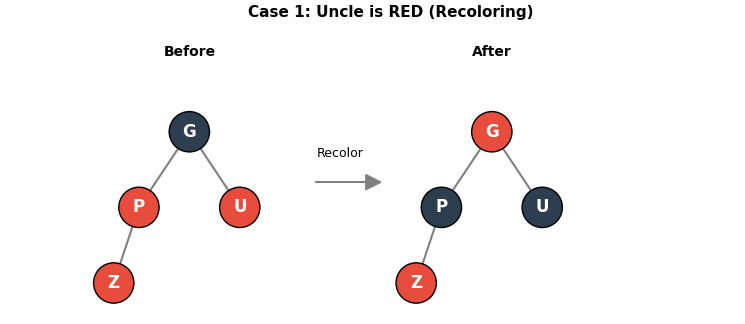 Case 1: Uncle is RED (Recoloring)
Before
After
G
G
Recolor
P
U
P
U
Z
Z